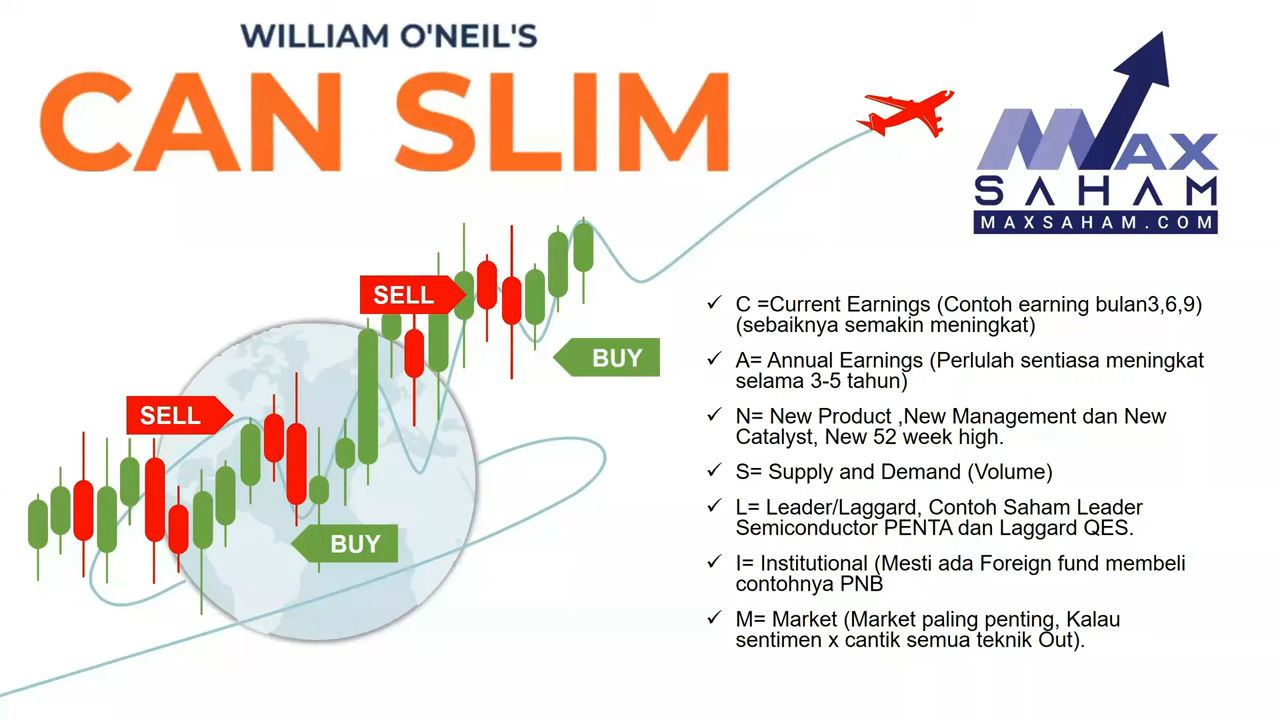 WILLIAM O'NEIL'S
CAN SLIM
MAX
SAHAM
MAXSAHAM.COM
SELL
BUY
SELL
BUY
✓ C =Current Earnings (Contoh earning bulan3,6,9)
(sebaiknya semakin meningkat)
✓ A= Annual Earnings (Perlulah sentiasa meningkat
selama 3-5 tahun)
✓ N= New Product ,New Management dan New
Catalyst, New 52 week high.
✓ S= Supply and Demand (Volume)
✓ L= Leader/Laggard, Contoh Saham Leader
Semiconductor PENTA dan Laggard QES.
✓ I= Institutional (Mesti ada Foreign fund membeli
contohnya PNB
✓ M= Market (Market paling penting, Kalau
sentimen x cantik semua teknik Out).